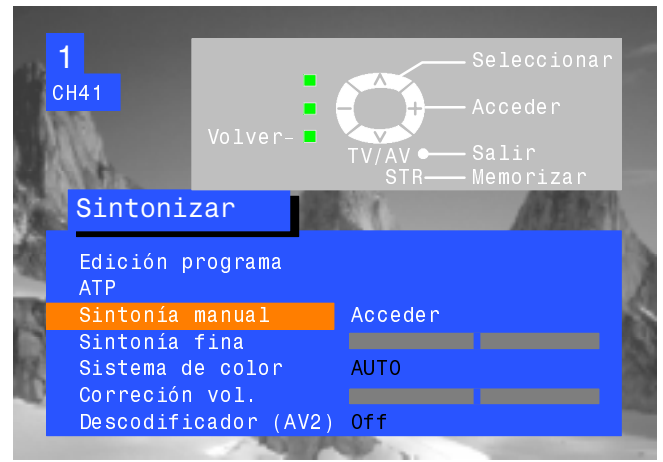 1
CH41
Seleccionar
Acceder
Volver-
TV/AV Salir
STR Memorizar
Sintonizar
Edición programa
ATP
Sintonía manual Acceder
Sintonía fina
Sistema de color AUTO
Correción vol.
Descodificador (AV2) Off